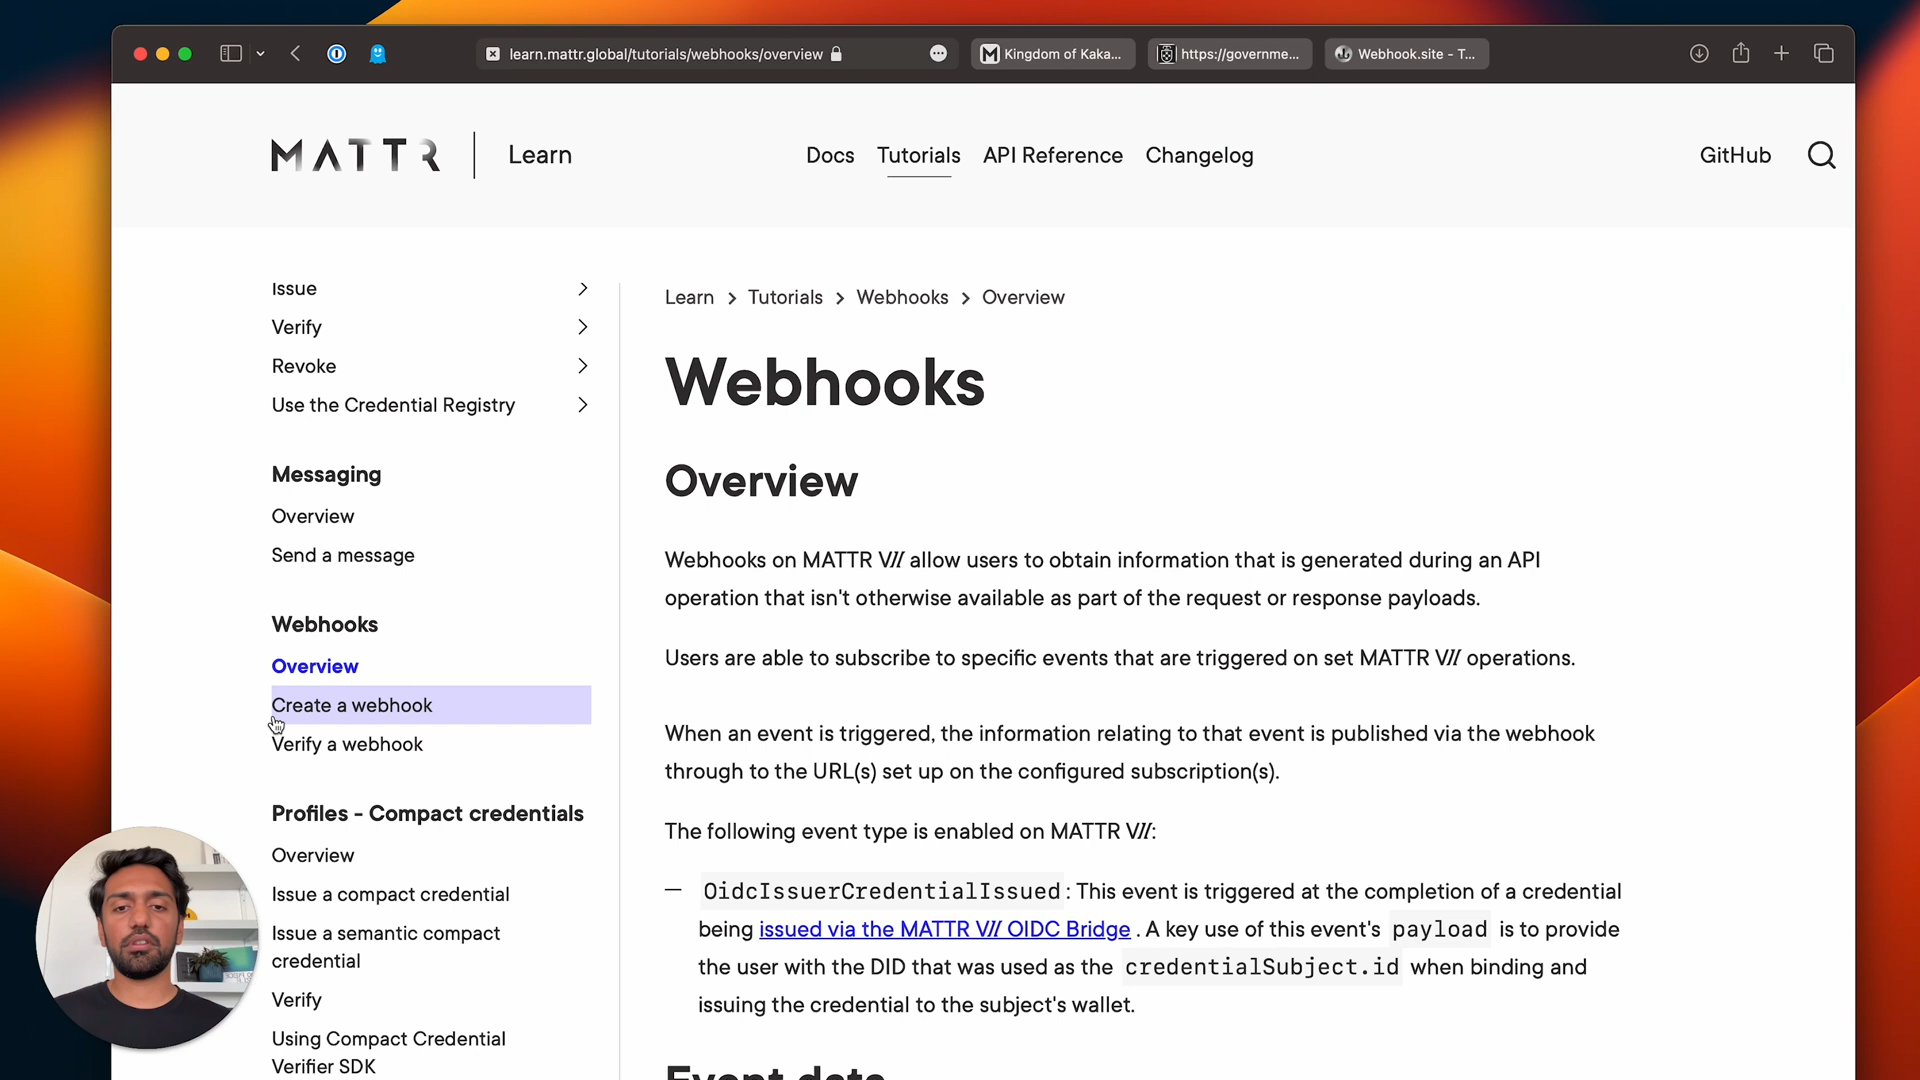 learn.mattr.global/tutorials/webhooks/overview
Kingdom of Kaka...
https://governme...
Webhook.site - T...
MATTR
Learn
Docs
Tutorials
API Reference
Changelog
GitHub
Issue
Verify
Revoke
Use the Credential Registry
Messaging
Overview
Send a message
Webhooks
Overview
Create a webhook
Verify a webhook
Profiles - Compact credentials
Overview
Issue a compact credential
Issue a semantic compact
credential
Verify
Using Compact Credential
Verifier SDK
Learn > Tutorials > Webhooks > Overview
Webhooks
Overview
Webhooks on MATTR VII allow users to obtain information that is generated during an API
operation that isn't otherwise available as part of the request or response payloads.
Users are able to subscribe to specific events that are triggered on set MATTR VII operations.
When an event is triggered, the information relating to that event is published via the webhook
through to the URL(s) set up on the configured subscription(s).
The following event type is enabled on MATTR VII:
— OidcIssuerCredentialIssued: This event is triggered at the completion of a credential
being issued via the MATTR VII OIDC Bridge . A key use of this event's payload is to provide
the user with the DID that was used as the credentialSubject.id when binding and
issuing the credential to the subject's wallet.
Event data